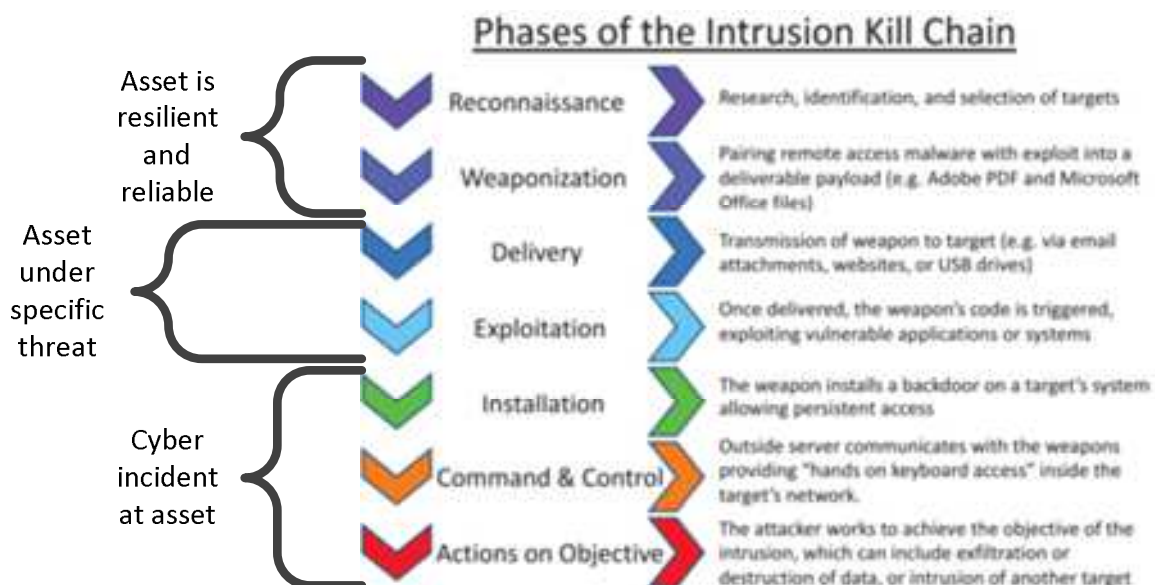 Phases of the Intrusion Kill Chain
Asset is
resilient
and
reliable
Reconnaissance
Research, identification, and selection of targets
Weaponization
Pairing remote access malware with exploit into a
deliverable payload (e.g. Adobe PDF and Microsoft
Office files)
Asset
under
specific
threat
Delivery
Transmission of weapon to target (e.g. via email
attachments, websites, or USB drives)
Exploitation
Once delivered, the weapon's code is triggered,
exploiting vulnerable applications or systems
Cyber
incident
at asset
Installation
The weapon installs a backdoor on a target's system
allowing persistent access
Command & Control
Outside server communicates with the weapons
providing "hands on keyboard access" inside the
target's network.
Actions on Objective
The attacker works to achieve the objective of the
intrusion, which can include exfiltration or
destruction of data, or intrusion of another target